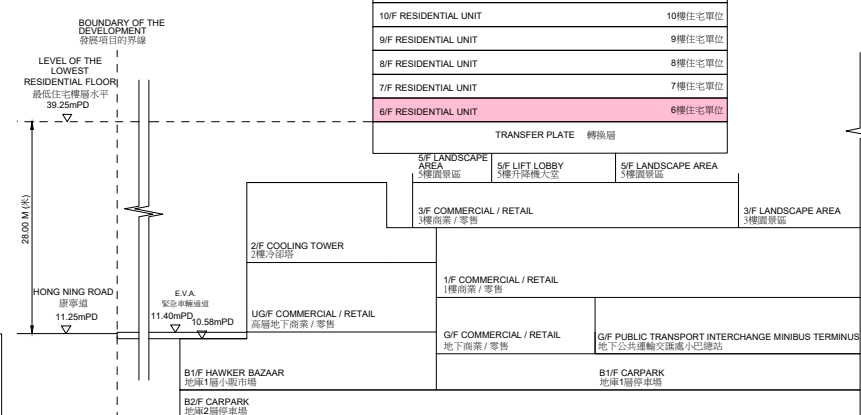 10/F RESIDENTIAL UNIT 10樓住宅單位
9/F RESIDENTIAL UNIT 9樓住宅單位
8/F RESIDENTIAL UNIT 8樓住宅單位
7/F RESIDENTIAL UNIT 7樓住宅單位
6/F RESIDENTIAL UNIT 6樓住宅單位
BOUNDARY OF THE
DEVELOPMENT
發展項目的界線
LEVEL OF THE
LOWEST
RESIDENTIAL FLOOR
最低住宅樓層水平
39.25mPD
TRANSFER PLATE 轉換層
5/F LANDSCAPE
AREA
5樓園景區
5/F LIFT LOBBY
5樓升降機大堂
5/F LANDSCAPE AREA
5樓園景區
3/F COMMERCIAL / RETAIL
3樓商業 / 零售
3/F LANDSCAPE AREA
3樓園景區
28.00 M (米)
2/F COOLING TOWER
2樓冷卻塔
1/F COMMERCIAL / RETAIL
1樓商業 / 零售
HONG NING ROAD
康寧道
11.25mPD
E.V.A.
緊急車輛通道
11.40mPD
10.58mPD
UG/F COMMERCIAL / RETAIL
高層地下商業 / 零售
G/F COMMERCIAL / RETAIL
地下商業 / 零售
G/F PUBLIC TRANSPORT INTERCHANGE MINIBUS TERMINUS
地下公共運輸交匯處小巴總站
B1/F HAWKER BAZAAR
地庫1層小販市場
B1/F CARPARK
地庫1層停車場
B2/F CARPARK
地庫2層停車場